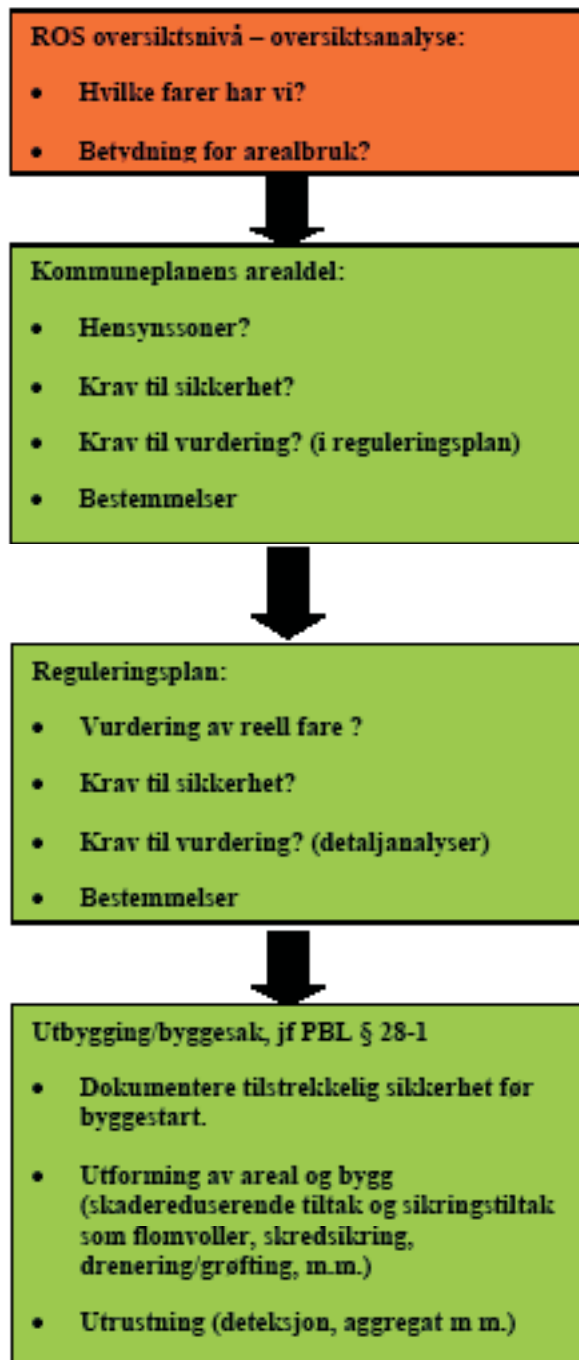 ROS oversiktsnivå – oversiktsanalyse:
• Hvilke farer har vi?
• Betydning for arealbruk?
Kommuneplanens arealdel:
• Hensynssoner?
• Krav til sikkerhet?
• Krav til vurdering? (i reguleringsplan)
• Bestemmelser
Reguleringsplan:
• Vurdering av reell fare ?
• Krav til sikkerhet?
• Krav til vurdering? (detaljanalyser)
• Bestemmelser
Utbygging/byggesak, jf PBL § 28-1
• Dokumentere tilstrekkelig sikkerhet før
byggestart.
• Utforming av areal og bygg
(skadereduserende tiltak og sikringstiltak
som flomvoller, skredsikring,
drenering/grøfting, m.m.)
• Utrustning (deteksjon, aggregat m m.)